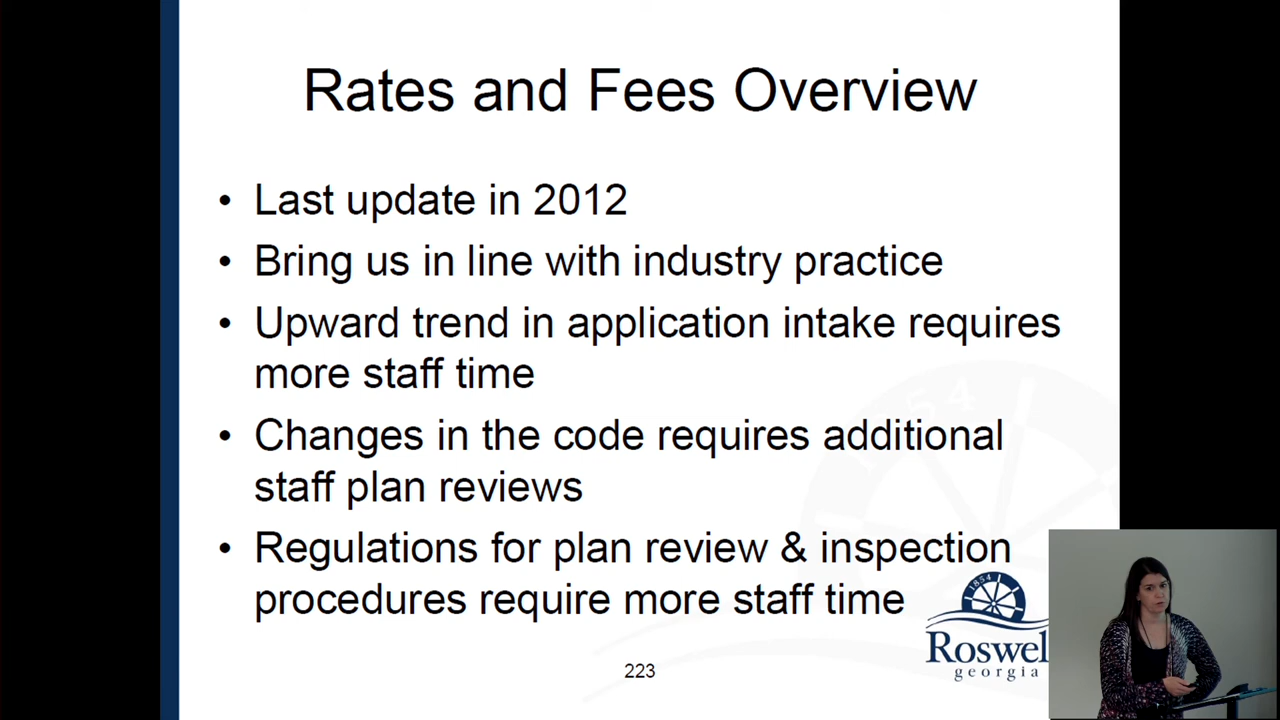 Rates and Fees Overview
• Last update in 2012
• Bring us in line with industry practice
• Upward trend in application intake requires
more staff time
• Changes in the code requires additional
staff plan reviews
• Regulations for plan review & inspection
procedures require more staff time
1854
1854
Roswel
georgia
223